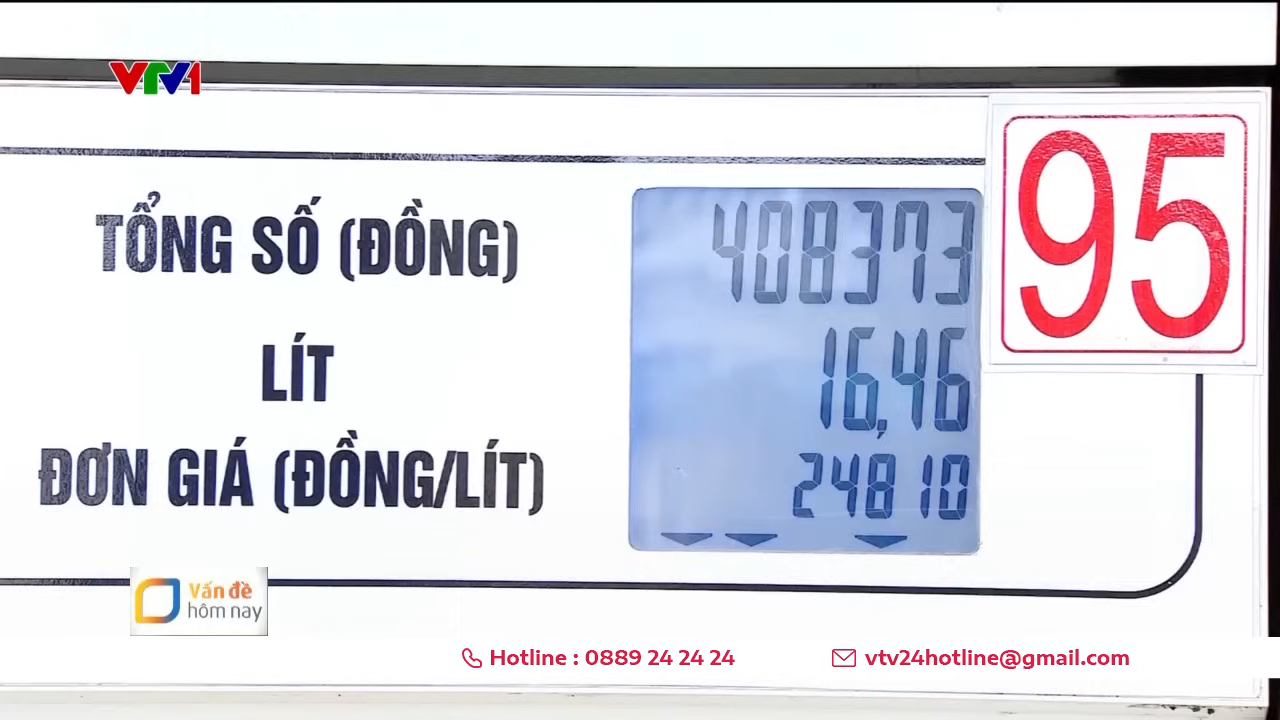 VTV1
95
TỔNG SỐ (ĐỒNG)
408373
LÍT
16,46
ĐƠN GIÁ (ĐỒNG/LÍT)
24810
Vấn đề
hôm nay
Hotline : 0889 24 24 24
vtv24hotline@gmail.com